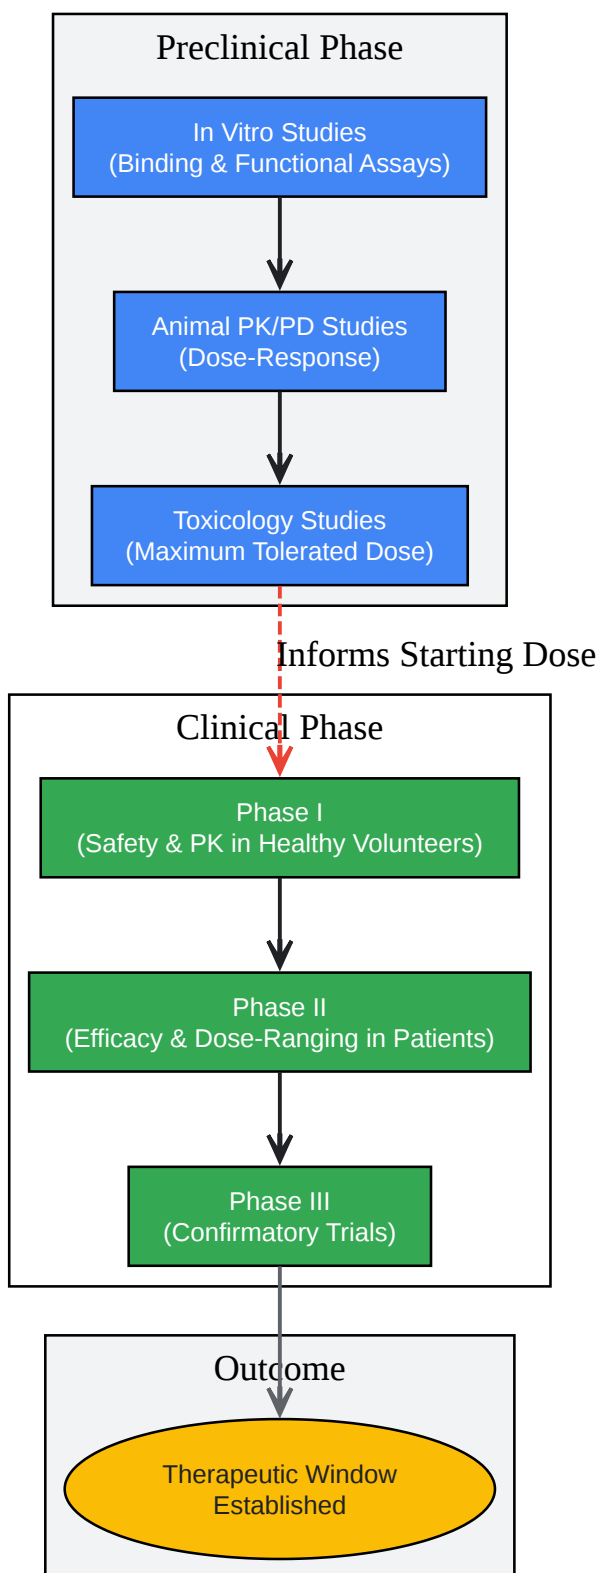 Preclinical Phase
In Vitro Studies
(Binding & Functional Assays)
Animal PK/PD Studies
(Dose-Response)
Toxicology Studies
(Maximum Tolerated Dose)
Informs Starting Dose
Clinical Phase
Phase I
(Safety & PK in Healthy Volunteers)
Phase II
(Efficacy & Dose-Ranging in Patients)
Phase III
(Confirmatory Trials)
Outcome
Therapeutic Window
Established